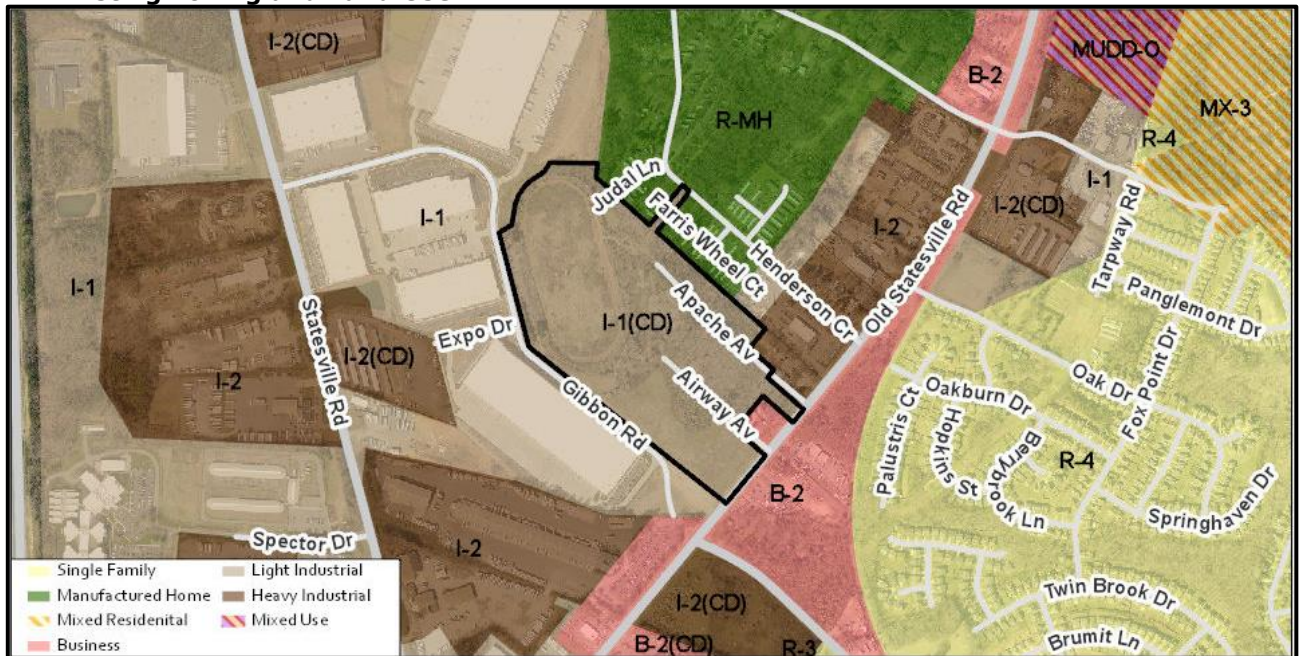 I-2(CD)
MUDD-O
B-2
MX-3
R-MH
R-4
Judal Ln
I-1
I-1
Farris Wheel Ct
I-2
I-2(CD)
Tarpway Rd
Henderson Cr
Old Statesville Rd
I-1
Statesville Rd
Expo Dr
I-1(CD)
Apache Av
Panglemont Dr
I-2(CD)
I-2
Gibbon Rd
Airway Av
Oak Dr
Fox Point Dr
Palustris Ct
Oakburn Dr
Hopkins St
Berrybrook Ln
R-4
Springhaven Dr
B-2
Spector Dr
I-2
I-2(CD)
Twin Brook Dr
B-2(CD)
R-3
Brumit Ln
Single Family
Light Industrial
Manufactured Home
Heavy Industrial
Mixed Residenital
Mixed Use
Business